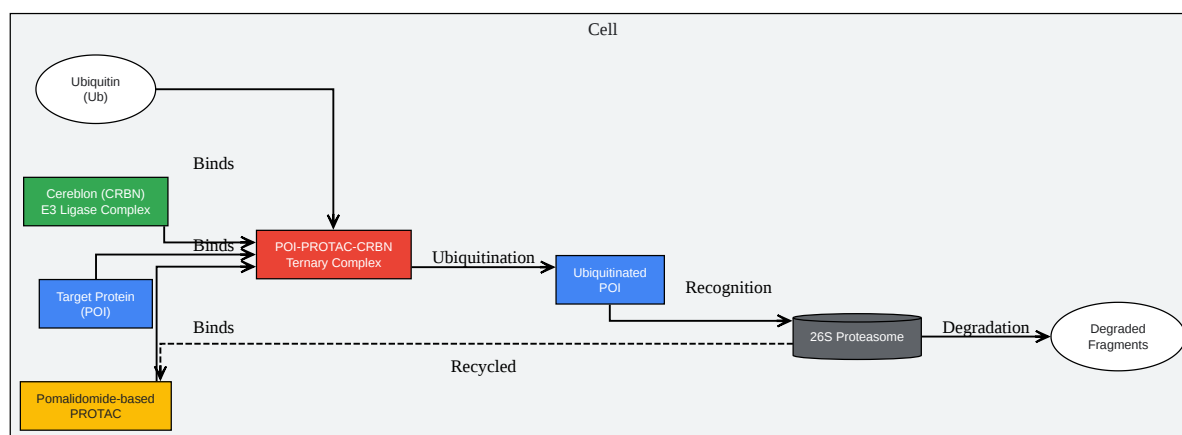 Cell
Ubiquitin
(Ub)
Binds
Cereblon (CRBN)
E3 Ligase Complex
Binds
POI-PROTAC-CRBN
Ternary Complex
Ubiquitination
Ubiquitinated
POI
Recognition
Target Protein
(POI)
Binds
26S Proteasome
Degradation
Degraded
Fragments
Recycled
Pomalidomide-based
PROTAC